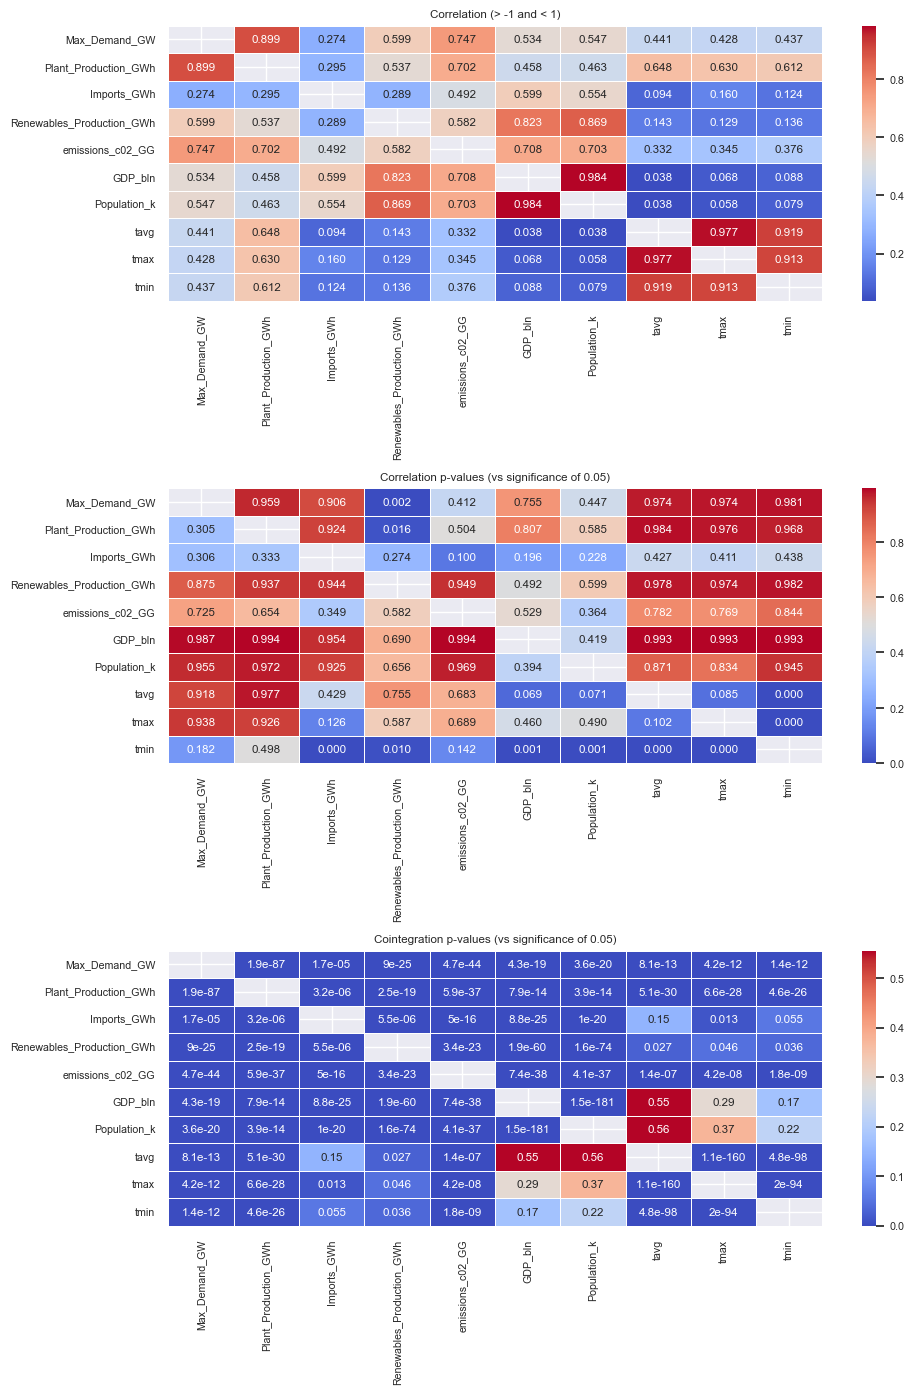 Correlation (> -1 and < 1)
Max_Demand_GW 0.899 0.274 0.599 0.747 0.534 0.547 0.441 0.428 0.437
Plant_Production_GWh 0.899 0.295 0.537 0.702 0.458 0.463 0.648 0.630 0.612
Imports_GWh 0.274 0.295 0.289 0.492 0.599 0.554 0.094 0.160 0.124
Renewables_Production_GWh 0.599 0.537 0.289 0.582 0.823 0.869 0.143 0.129 0.136
emissions_c02_GG 0.747 0.702 0.492 0.582 0.708 0.703 0.332 0.345 0.376
GDP_bln 0.534 0.458 0.599 0.823 0.708 0.984 0.038 0.068 0.088
Population_k 0.547 0.463 0.554 0.869 0.703 0.984 0.038 0.058 0.079
tavg 0.441 0.648 0.094 0.143 0.332 0.038 0.038 0.977 0.919
tmax 0.428 0.630 0.160 0.129 0.345 0.068 0.058 0.977 0.913
tmin 0.437 0.612 0.124 0.136 0.376 0.088 0.079 0.919 0.913
Max_Demand_GW
Plant_Production_GWh
Imports_GWh
Renewables_Production_GWh
emissions_c02_GG
GDP_bln
Population_k
tavg
tmax
tmin
0.8
0.6
0.4
0.2
Correlation p-values (vs significance of 0.05)
Max_Demand_GW 0.959 0.906 0.002 0.412 0.755 0.447 0.974 0.974 0.981
Plant_Production_GWh 0.305 0.924 0.016 0.504 0.807 0.585 0.984 0.976 0.968
Imports_GWh 0.306 0.333 0.274 0.100 0.196 0.228 0.427 0.411 0.438
Renewables_Production_GWh 0.875 0.937 0.944 0.949 0.492 0.599 0.978 0.974 0.982
emissions_c02_GG 0.725 0.654 0.349 0.582 0.529 0.364 0.782 0.769 0.844
GDP_bln 0.987 0.994 0.954 0.690 0.994 0.419 0.993 0.993 0.993
Population_k 0.955 0.972 0.925 0.656 0.969 0.394 0.871 0.834 0.945
tavg 0.918 0.977 0.429 0.755 0.683 0.069 0.071 0.085 0.000
tmax 0.938 0.926 0.126 0.587 0.689 0.460 0.490 0.102 0.000
tmin 0.182 0.498 0.000 0.010 0.142 0.001 0.001 0.000 0.000
Max_Demand_GW
Plant_Production_GWh
Imports_GWh
Renewables_Production_GWh
emissions_c02_GG
GDP_bln
Population_k
tavg
tmax
tmin
0.8
0.6
0.4
0.2
0.0
Cointegration p-values (vs significance of 0.05)
Max_Demand_GW 1.9e-87 1.7e-05 9e-25 4.7e-44 4.3e-19 3.6e-20 8.1e-13 4.2e-12 1.4e-12
Plant_Production_GWh 1.9e-87 3.2e-06 2.5e-19 5.9e-37 7.9e-14 3.9e-14 5.1e-30 6.6e-28 4.6e-26
Imports_GWh 1.7e-05 3.2e-06 5.5e-06 5e-16 8.8e-25 1e-20 0.15 0.013 0.055
Renewables_Production_GWh 9e-25 2.5e-19 5.5e-06 3.4e-23 1.9e-60 1.6e-74 0.027 0.046 0.036
emissions_c02_GG 4.7e-44 5.9e-37 5e-16 3.4e-23 7.4e-38 4.1e-37 1.4e-07 4.2e-08 1.8e-09
GDP_bln 4.3e-19 7.9e-14 8.8e-25 1.9e-60 7.4e-38 1.5e-181 0.55 0.29 0.17
Population_k 3.6e-20 3.9e-14 1e-20 1.6e-74 4.1e-37 1.5e-181 0.56 0.37 0.22
tavg 8.1e-13 5.1e-30 0.15 0.027 1.4e-07 0.55 0.56 1.1e-160 4.8e-98
tmax 4.2e-12 6.6e-28 0.013 0.046 4.2e-08 0.29 0.37 1.1e-160 2e-94
tmin 1.4e-12 4.6e-26 0.055 0.036 1.8e-09 0.17 0.22 4.8e-98 2e-94
Max_Demand_GW
Plant_Production_GWh
Imports_GWh
Renewables_Production_GWh
emissions_c02_GG
GDP_bln
Population_k
tavg
tmax
tmin
0.5
0.4
0.3
0.2
0.1
0.0